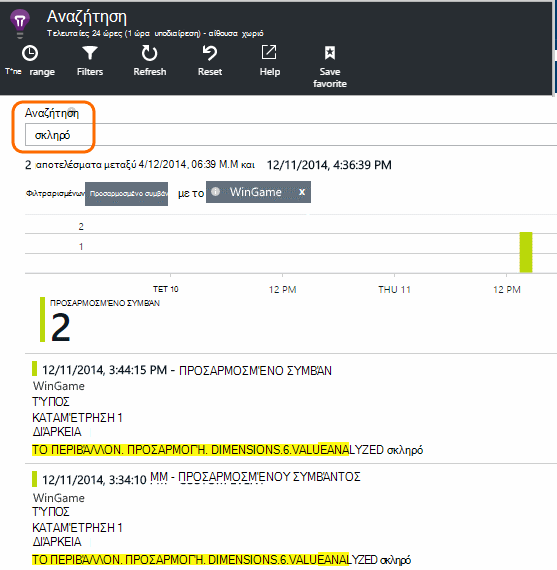 Αναζήτηση
Τελευταίες 24 ώρες (1 ώρα υποδιαίρεση) - αίθουσα χωριό
range Filters Refresh Reset Help Save favorite
Αναζήτηση
σκληρό
2 αποτελέσματα μεταξύ 4/12/2014, 06:39 Μ.Μ και 12/11/2014, 4:36:39 PM
Φιλτραρισμένων Προσαρμοσμένο συμβάν με το WinGame x
2
1
ΤΕΤ 10 12 PM THU 11 12 PM
ΠΡΟΣΑΡΜΟΣΜΈΝΟ ΣΥΜΒΆΝ
2
12/11/2014, 3:44:15 PM - ΠΡΟΣΑΡΜΟΣΜΈΝΟ ΣΥΜΒΆΝ
WinGame
ΤΎΠΟΣ
ΚΑΤΑΜΈΤΡΗΣΗ 1
ΔΙΆΡΚΕΙΑ
ΤΟ ΠΕΡΙΒΆΛΛΟΝ. ΠΡΟΣΑΡΜΟΓΉ. DIMENSIONS.6.VALUEANALYZED σκληρό
12/11/2014, 3:34:10 ΜΜ - ΠΡΟΣΑΡΜΟΣΜΈΝΟΥ ΣΥΜΒΆΝΤΟΣ
WinGame
ΤΎΠΟΣ
ΚΑΤΑΜΈΤΡΗΣΗ 1
ΔΙΆΡΚΕΙΑ
ΤΟ ΠΕΡΙΒΆΛΛΟΝ. ΠΡΟΣΑΡΜΟΓΉ. DIMENSIONS.6.VALUEANALYZED σκληρό